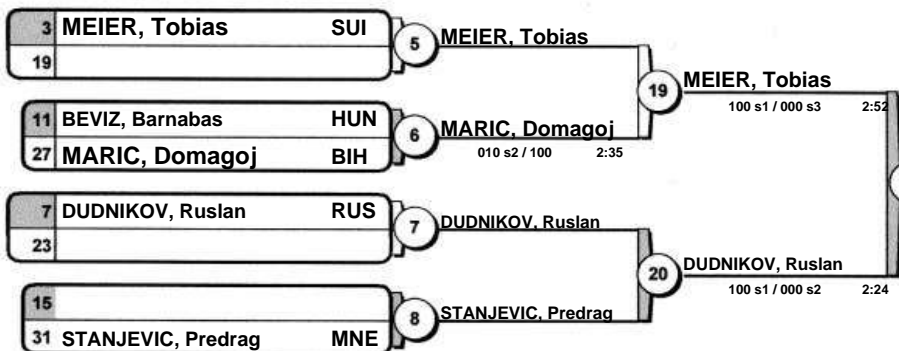 3 MEIER, Tobias SUI
19
5
MEIER, Tobias
11 BEVIZ, Barnabas HUN
27 MARIC, Domagoj BIH
6
MARIC, Domagoj
010 s2 / 100 2:35
19
MEIER, Tobias
100 s1 / 000 s3 2:52
7 DUDNIKOV, Ruslan RUS
23
7
DUDNIKOV, Ruslan
15
31 STANJEVIC, Predrag MNE
8
STANJEVIC, Predrag
20
DUDNIKOV, Ruslan
100 s1 / 000 s2 2:24